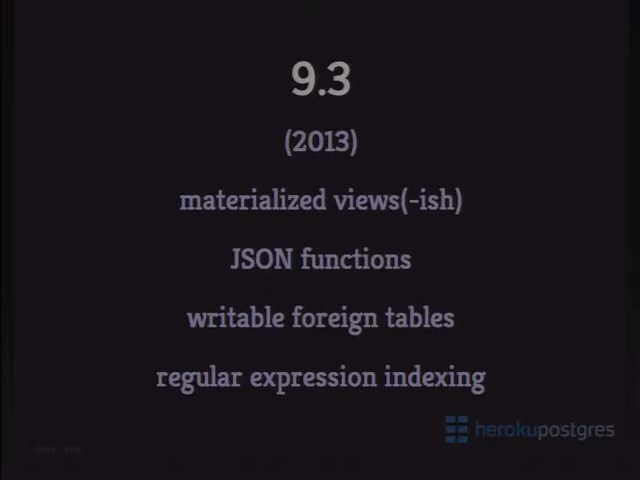 9.3
(2013)
materialized views(-ish)
JSON functions
writable foreign tables
regular expression indexing
herokupostgres